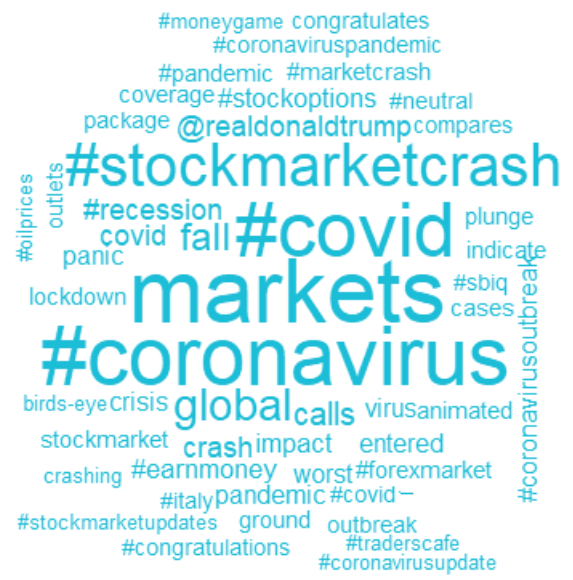 #moneygame congratulates
#coronaviruspandemic
#pandemic #marketcrash
coverage #stockoptions #neutral
package @realdonaldtrump compares
#stockmarketcrash
outlets
#oilprices
#recession #covid plunge
covid fall
panic indicate
lockdown markets #sbiq
cases
#coronavirusoutbreak
#coronavirus
birds-eye crisis global calls virus animated
stockmarket crash impact entered
crashing #earnmoney worst #forexmarket
#italy pandemic #covid–
#stockmarketupdates ground outbreak
#congratulations #traderscafe
#coronavirusupdate